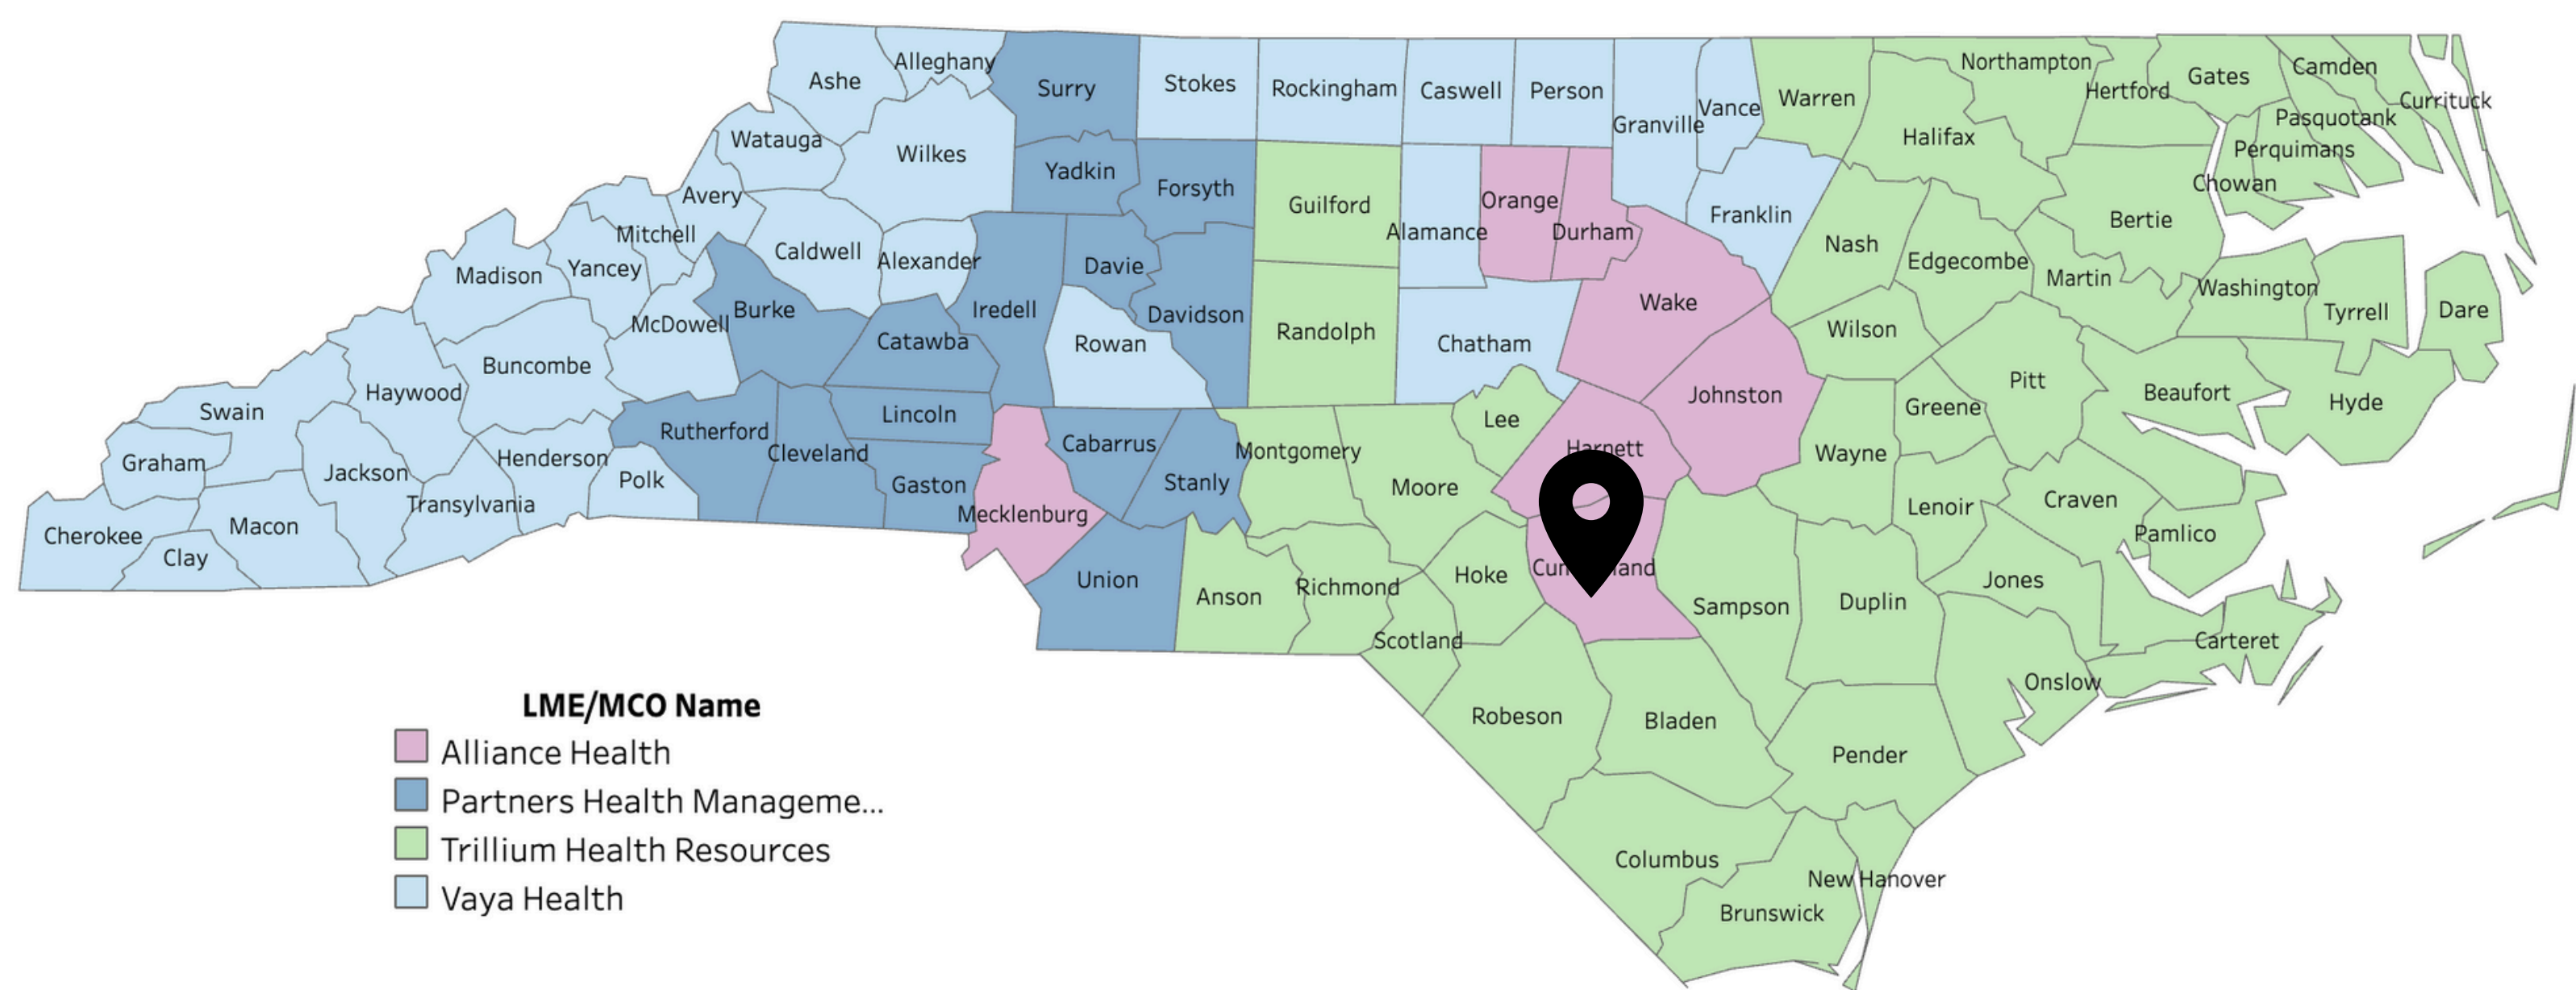 Ashe
Alleghany
Surry
Stokes
Rockingham
Caswell
Person
Granville
Vance
Warren
Northampton
Hertford
Gates
Camden
Currituck
Pasquotank
Perquimans
Chowan
Halifax
Watauga
Wilkes
Yadkin
Forsyth
Guilford
Alamance
Orange
Durham
Franklin
Nash
Edgecombe
Bertie
Martin
Washington
Tyrrell
Dare
Avery
Mitchell
Yancey
Madison
Caldwell
Alexander
Iredell
Davie
Davidson
Randolph
Chatham
Wake
Wilson
Pitt
Beaufort
Hyde
McDowell
Burke
Catawba
Rowan
Buncombe
Haywood
Swain
Graham
Jackson
Henderson
Polk
Rutherford
Cleveland
Lincoln
Gaston
Mecklenburg
Cabarrus
Stanly
Montgomery
Moore
Lee
Harnett
Johnston
Wayne
Greene
Lenoir
Craven
Pamlico
Cherokee
Clay
Macon
Transylvania
Union
Anson
Richmond
Scotland
Hoke
Sampson
Duplin
Jones
Onslow
Carteret
Robeson
Bladen
Pender
Columbus
Brunswick
New Hanover
LME/MCO Name
Alliance Health
Partners Health Manageme...
Trillium Health Resources
Vaya Health